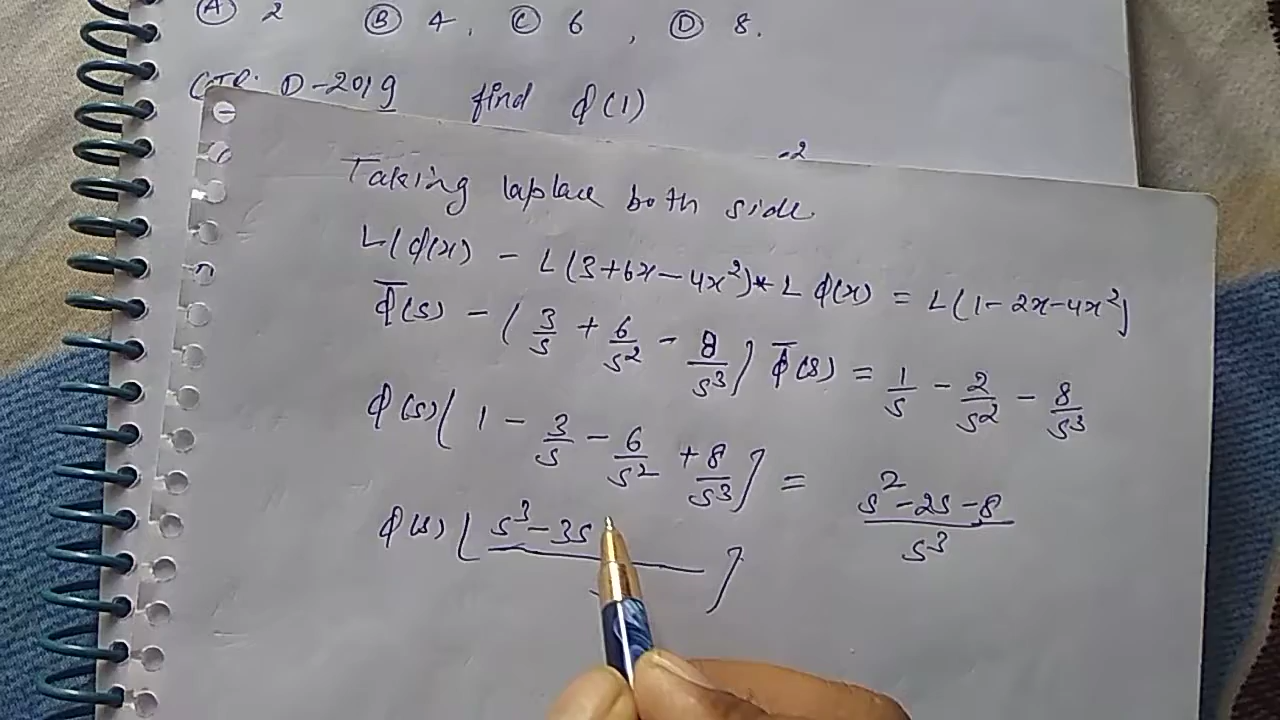 Ⓐ 2 Ⓑ 4, Ⓒ 6, Ⓓ 8.
D-2019 find ϕ(1)
-2
Taking laplace both side
L(ϕ(x) - L(3+6x-4x²)* L ϕ(x) = L(1-2x-4x²]
ϕ̅(s) - (3/s + 6/s² - 8/s³) ϕ̅(s) = 1/s - 2/s² - 8/s³
ϕ(s)( 1 - 3/s - 6/s² + 8/s³] = s²-2s-8/s³
ϕ(s) [s³-3s ]